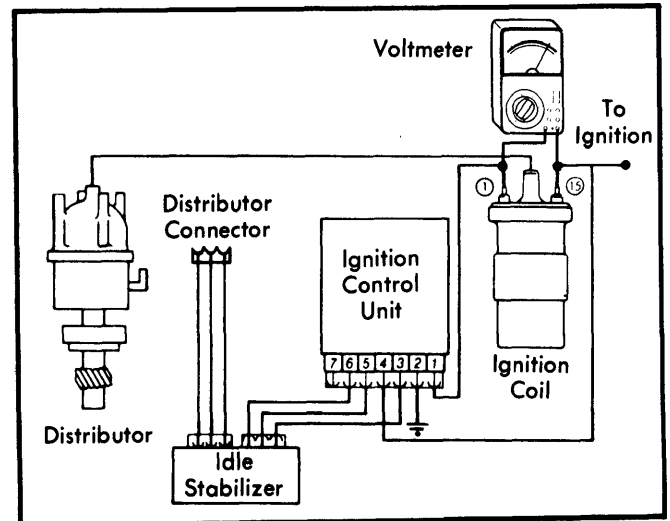 Voltmeter
To
Ignition
1
15
Distributor
Connector
Ignition
Control
Unit
7 6 5 4 3 2 1
Ignition
Coil
Distributor
Idle
Stabilizer